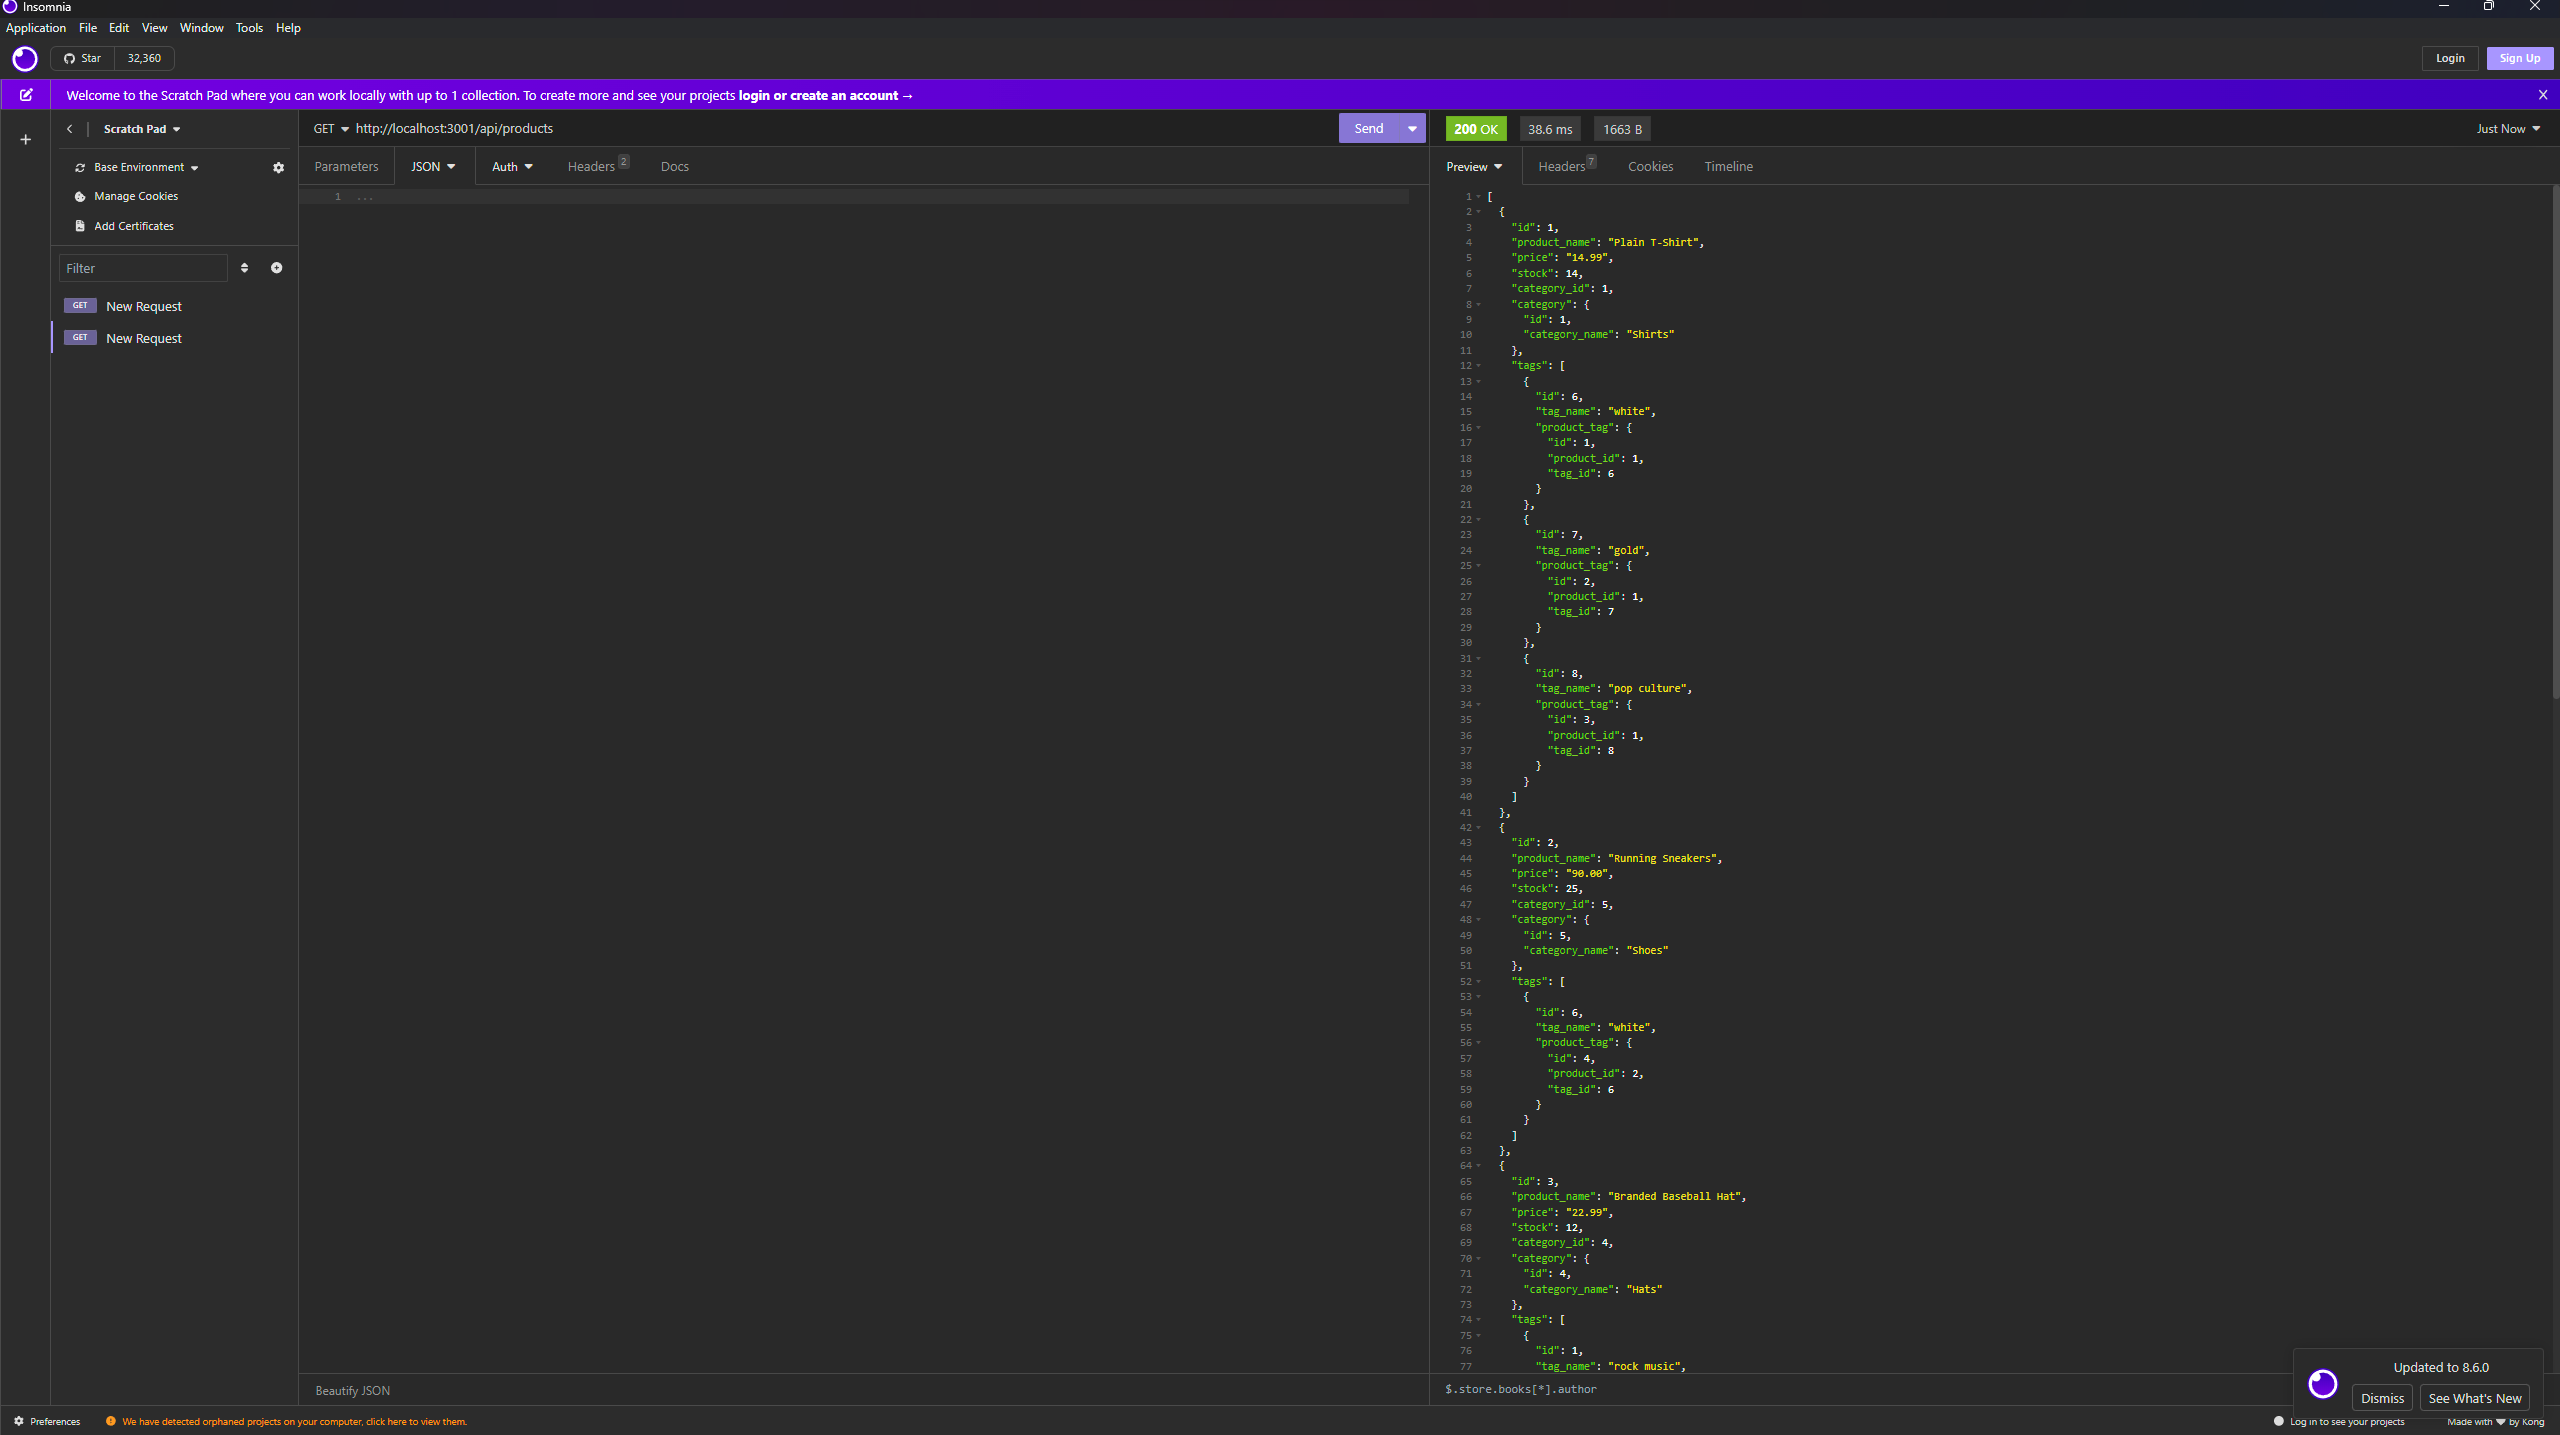 Insomnia
Application File Edit View Window Tools Help
Star 32,360 Login Sign Up
Welcome to the Scratch Pad where you can work locally with up to 1 collection. To create more and see your projects login or create an account →
Scratch Pad
Base Environment
Manage Cookies
Add Certificates
Filter
GET New Request
GET New Request
GET http://localhost:3001/api/products Send
Parameters JSON Auth Headers 2 Docs
1 ...
Beautify JSON
200 OK 38.6 ms 1663 B Just Now
Preview Headers 7 Cookies Timeline
1 [
2 {
3 "id": 1,
4 "product_name": "Plain T-Shirt",
5 "price": "14.99",
6 "stock": 14,
7 "category_id": 1,
8 "category": {
9 "id": 1,
10 "category_name": "Shirts"
11 },
12 "tags": [
13 {
14 "id": 6,
15 "tag_name": "white",
16 "product_tag": {
17 "id": 1,
18 "product_id": 1,
19 "tag_id": 6
20 }
21 },
22 {
23 "id": 7,
24 "tag_name": "gold",
25 "product_tag": {
26 "id": 2,
27 "product_id": 1,
28 "tag_id": 7
29 }
30 },
31 {
32 "id": 8,
33 "tag_name": "pop culture",
34 "product_tag": {
35 "id": 3,
36 "product_id": 1,
37 "tag_id": 8
38 }
39 }
40 ]
41 },
42 {
43 "id": 2,
44 "product_name": "Running Sneakers",
45 "price": "90.00",
46 "stock": 25,
47 "category_id": 5,
48 "category": {
49 "id": 5,
50 "category_name": "Shoes"
51 },
52 "tags": [
53 {
54 "id": 6,
55 "tag_name": "white",
56 "product_tag": {
57 "id": 4,
58 "product_id": 2,
59 "tag_id": 6
60 }
61 }
62 ]
63 },
64 {
65 "id": 3,
66 "product_name": "Branded Baseball Hat",
67 "price": "22.99",
68 "stock": 12,
69 "category_id": 4,
70 "category": {
71 "id": 4,
72 "category_name": "Hats"
73 },
74 "tags": [
75 {
76 "id": 1,
77 "tag_name": "rock music",
$.store.books[*].author
Updated to 8.6.0
Dismiss See What's New
Preferences We have detected orphaned projects on your computer, click here to view them. Log in to see your projects Made with ❤ by Kong